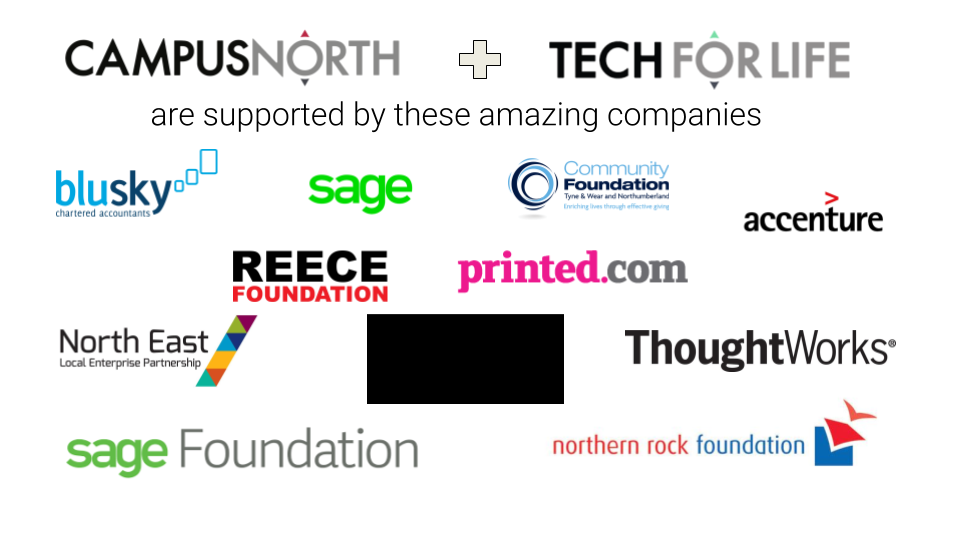 CAMPUSNORTH
TECH FOR LIFE
are supported by these amazing companies
blusky
chartered accountants
sage
Community
Foundation
Tyne & Wear and Northumberland
Enriching lives through effective giving
accenture
REECE
FOUNDATION
printed.com
North East
Local Enterprise Partnership
ThoughtWorks®
sage Foundation
northern rock foundation